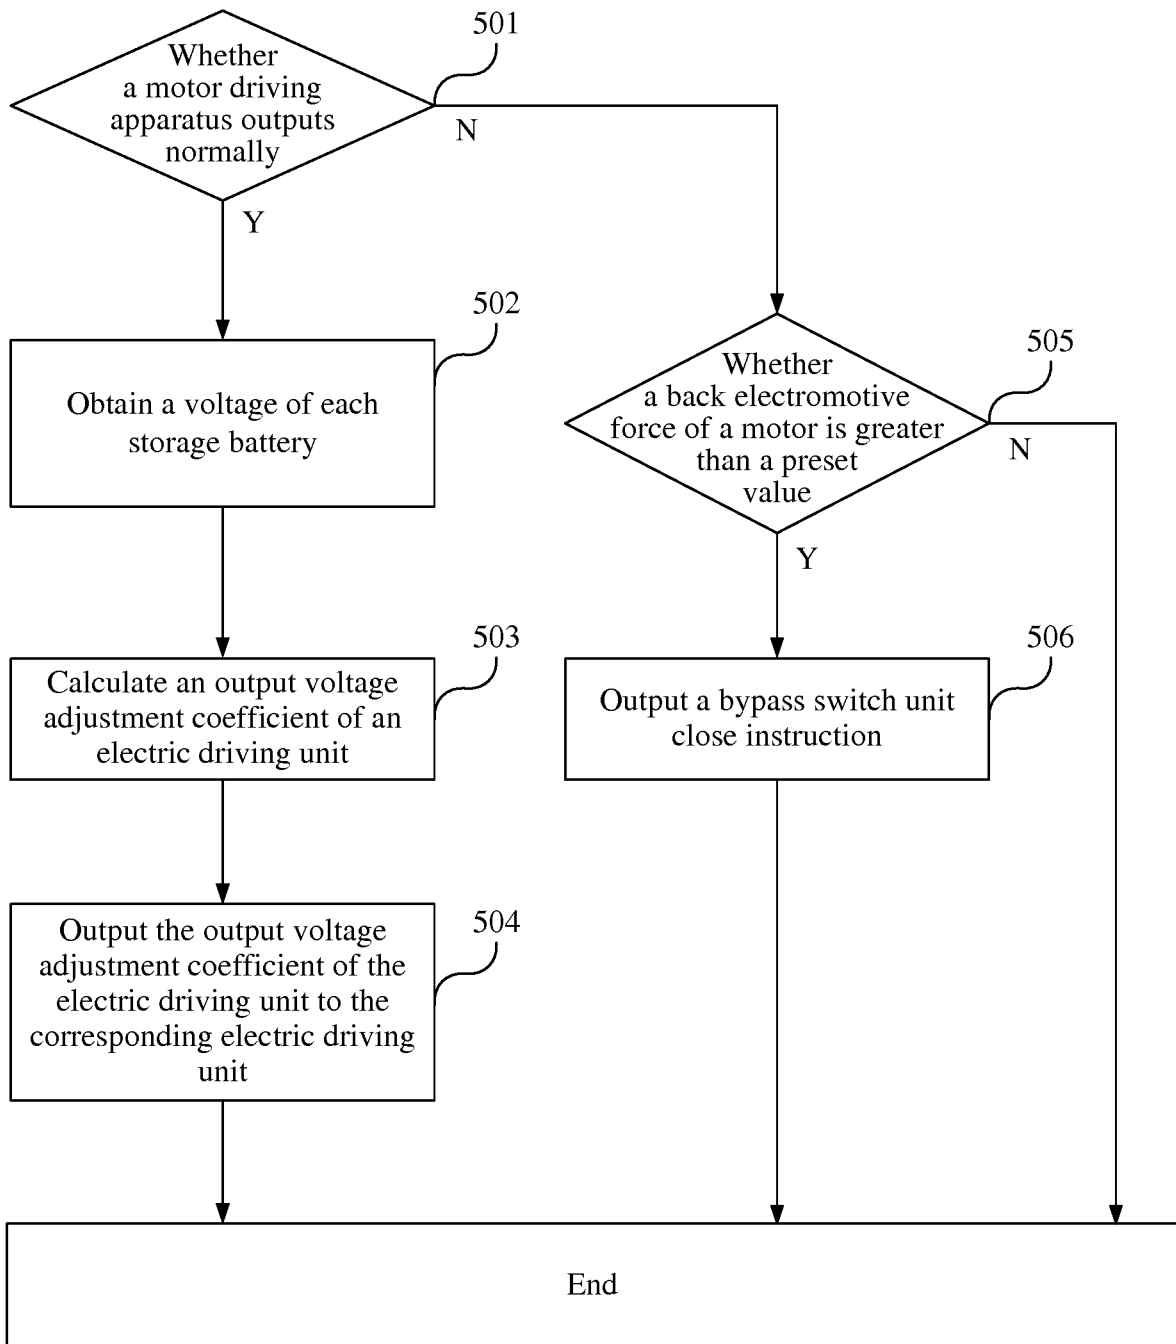 501
Whether
a motor driving
apparatus outputs
normally
N
Y
502
Obtain a voltage of each
storage battery
505
Whether
a back electromotive
force of a motor is greater
than a preset
value
N
Y
503
Calculate an output voltage
adjustment coefficient of an
electric driving unit
506
Output a bypass switch unit
close instruction
504
Output the output voltage
adjustment coefficient of the
electric driving unit to the
corresponding electric driving
unit
End